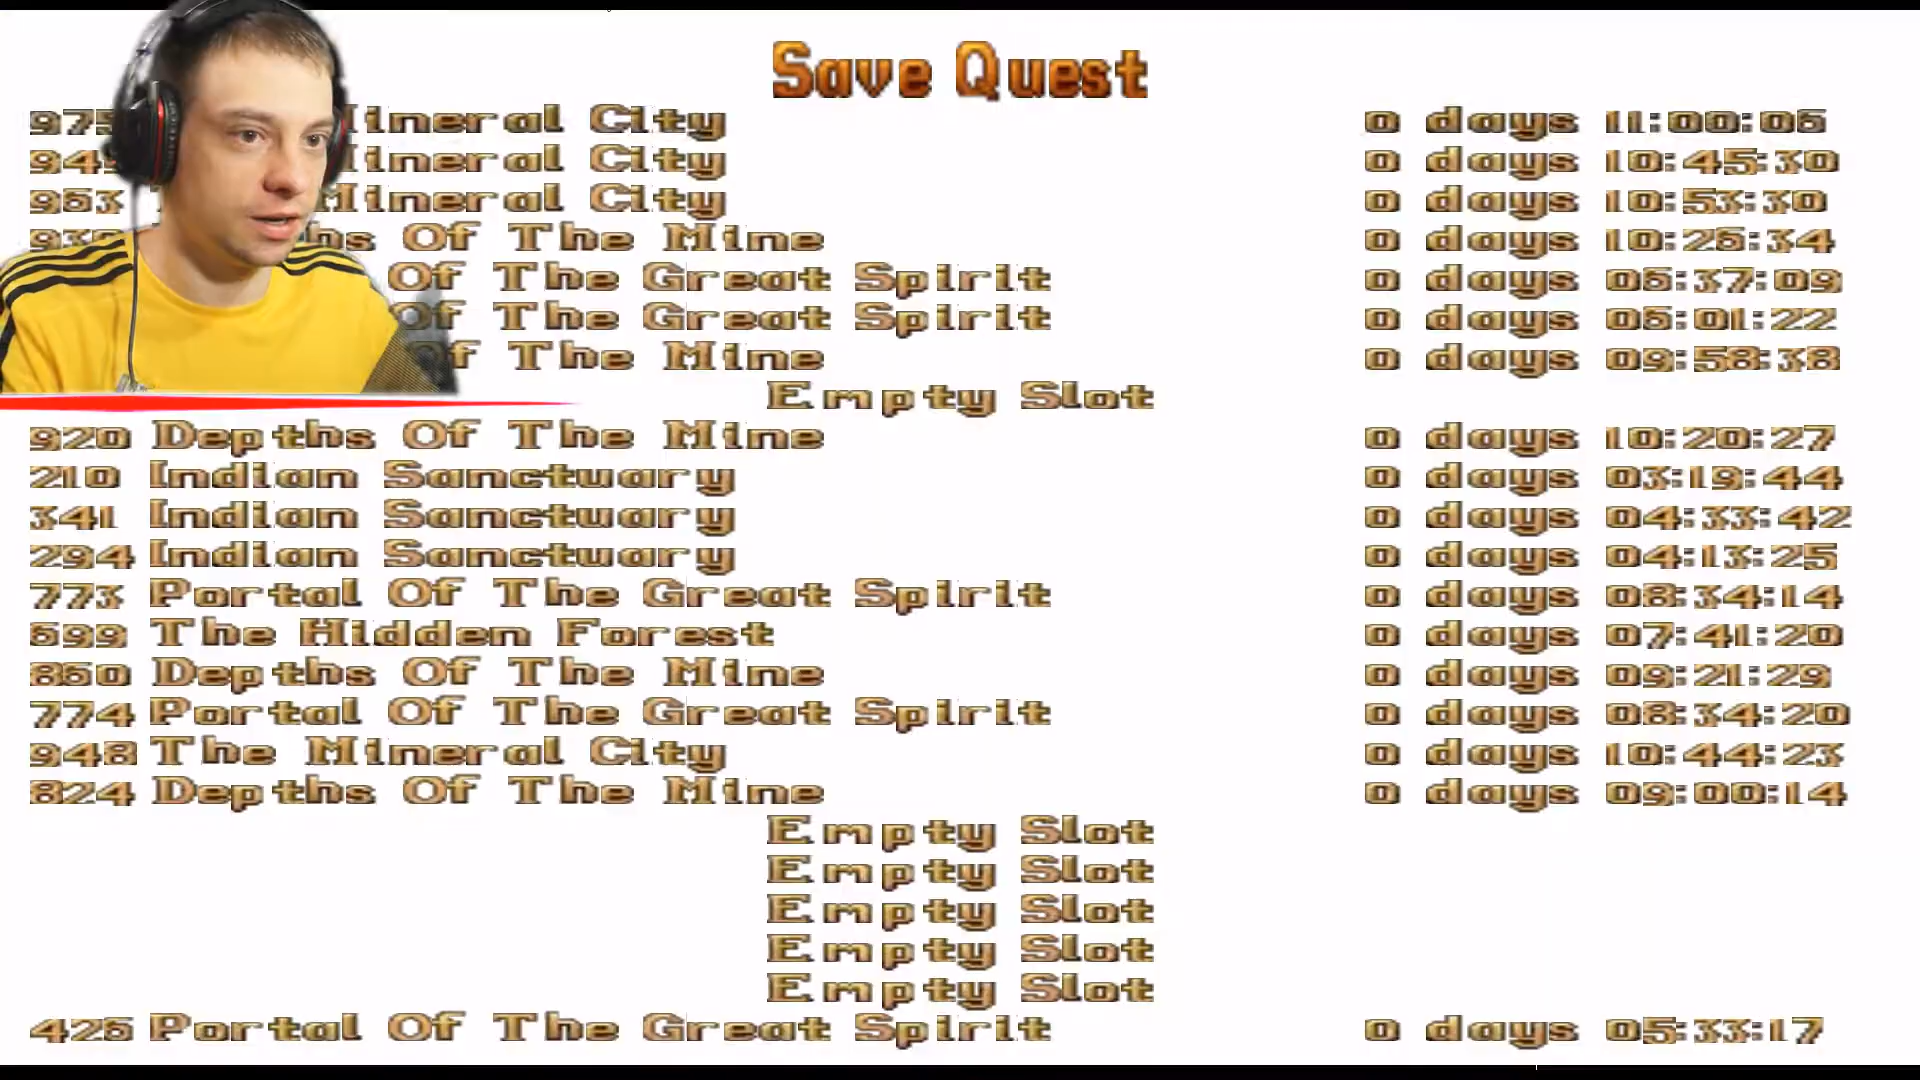 Save Quest
Mineral City 0 days 11:00:06
Mineral City 0 days 10:45:30
963 Mineral City 0 days 10:53:30
Of The Mine 0 days 10:26:34
Of The Great Spirit 0 days 06:37:09
Of The Great Spirit 0 days 06:01:22
Of The Mine 0 days 09:58:38
Empty Slot
920 Depths Of The Mine 0 days 10:20:27
210 Indian Sanctuary 0 days 03:19:44
341 Indian Sanctuary 0 days 04:33:42
294 Indian Sanctuary 0 days 04:13:25
773 Portal Of The Great Spirit 0 days 08:34:14
699 The Hidden Forest 0 days 07:41:20
860 Depths Of The Mine 0 days 09:21:29
774 Portal Of The Great Spirit 0 days 08:34:20
948 The Mineral City 0 days 10:44:23
824 Depths Of The Mine 0 days 09:00:14
Empty Slot
Empty Slot
Empty Slot
Empty Slot
Empty Slot
426 Portal Of The Great Spirit 0 days 05:33:17